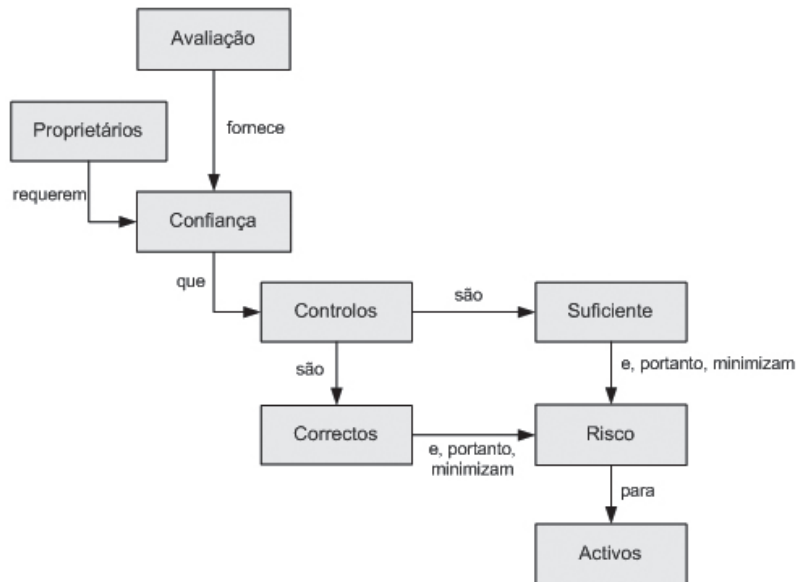 Avaliação
Proprietários
fornece
requerem
Confiança
que
Controlos
são
Suficiente
são
e, portanto, minimizam
Correctos
e, portanto,
minimizam
Risco
para
Activos